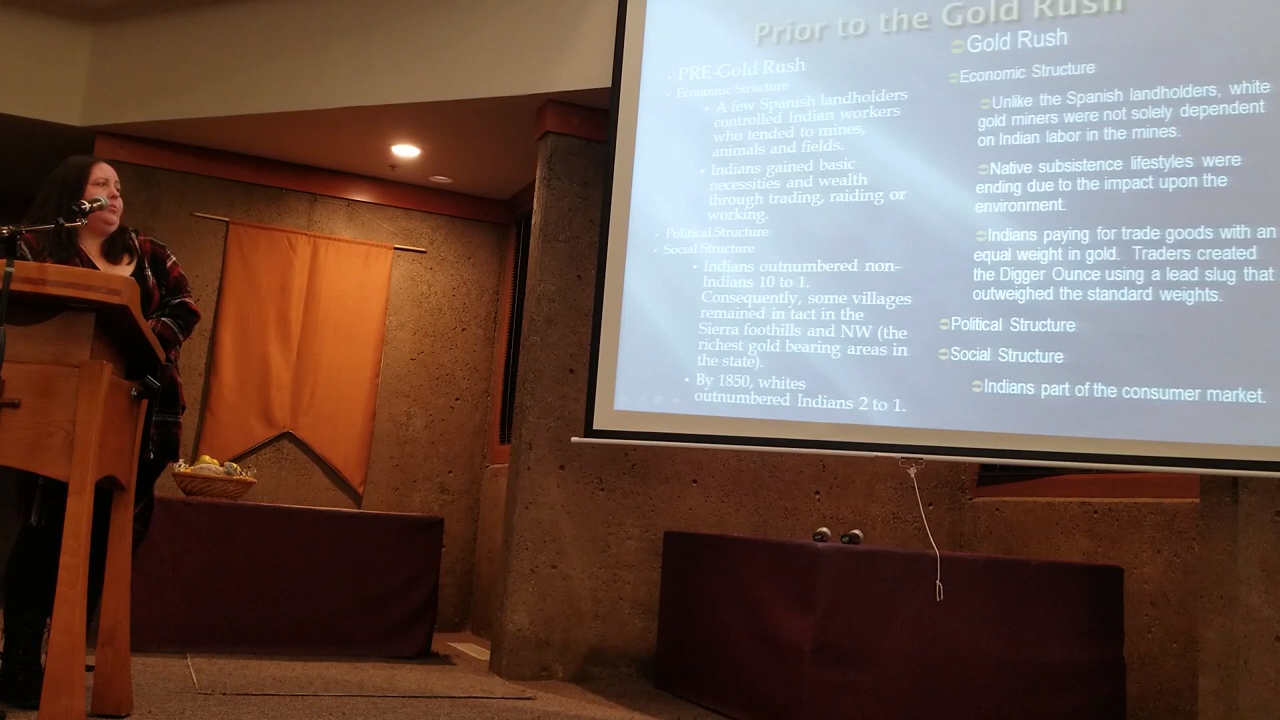 Prior to the Gold Rush
PRE-Gold Rush
Economic Structure
A few Spanish landholders
controlled Indian workers
who tended to mines,
animals and fields.
Indians gained basic
necessities and wealth
through trading, raiding or
working.
Political Structure
Social Structure
Indians outnumbered non-
Indians 10 to 1.
Consequently, some villages
remained in tact in the
Sierra foothills and NW (the
richest gold bearing areas in
the state).
By 1850, whites
outnumbered Indians 2 to 1.
Gold Rush
Economic Structure
Unlike the Spanish landholders, white
gold miners were not solely dependent
on Indian labor in the mines.
Native subsistence lifestyles were
ending due to the impact upon the
environment.
Indians paying for trade goods with an
equal weight in gold. Traders created
the Digger Ounce using a lead slug that
outweighed the standard weights.
Political Structure
Social Structure
Indians part of the consumer market.